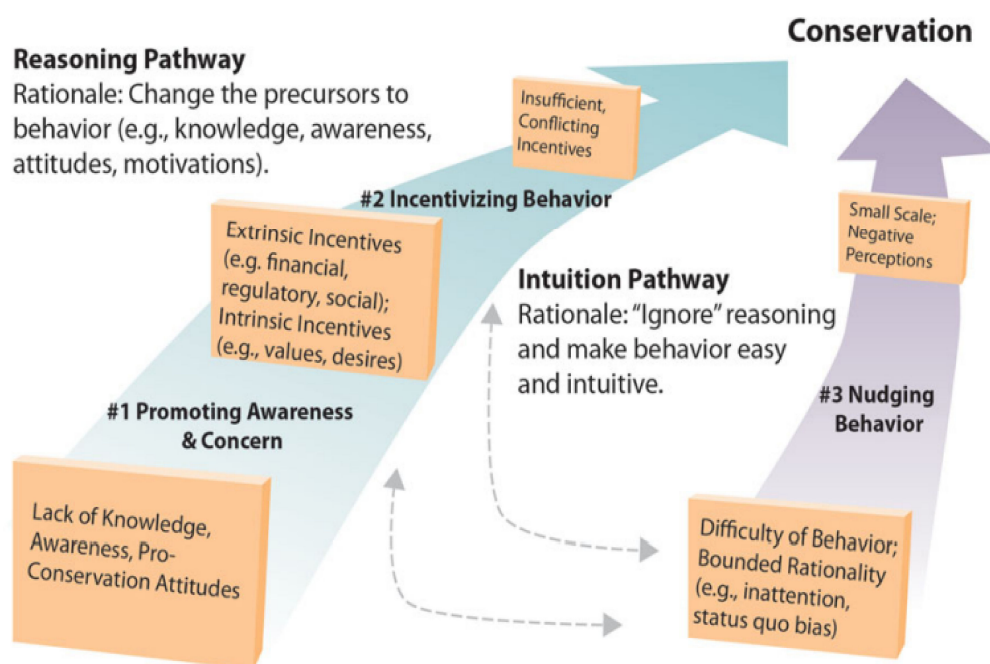 Conservation
Reasoning Pathway
Rationale: Change the precursors to
behavior (e.g., knowledge, awareness,
attitudes, motivations).
Insufficient,
Conflicting
Incentives
#2 Incentivizing Behavior
Extrinsic Incentives
(e.g. financial,
regulatory, social);
Intrinsic Incentives
(e.g., values, desires)
#1 Promoting Awareness
& Concern
Lack of Knowledge,
Awareness, Pro-
Conservation Attitudes
Intuition Pathway
Rationale: “Ignore” reasoning
and make behavior easy
and intuitive.
Small Scale;
Negative
Perceptions
#3 Nudging
Behavior
Difficulty of Behavior;
Bounded Rationality
(e.g., inattention,
status quo bias)